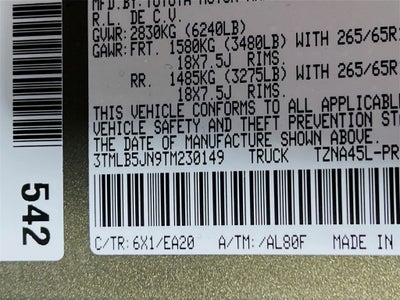 MFD.BY:TOYOTA MOTOR
R.L. DE C.V.
GVWR:2830KG (6240LB)
GAWR:FRT. 1580KG (3480LB) WITH 265/65R1
18X7.5J RIMS.
RR. 1485KG (3275LB) WITH 265/65R
18X7.5J RIMS.
THIS VEHICLE CONFORMS TO ALL
VEHICLE SAFETY AND THEFT PREVENTION ST
THE DATE OF MANUFACTURE SHOWN ABOVE.
3TMLB5JN9TM230149 TRUCK TZNA45L-PR
C/TR:6X1/EA20 A/TM:/AL80F MADE IN
542